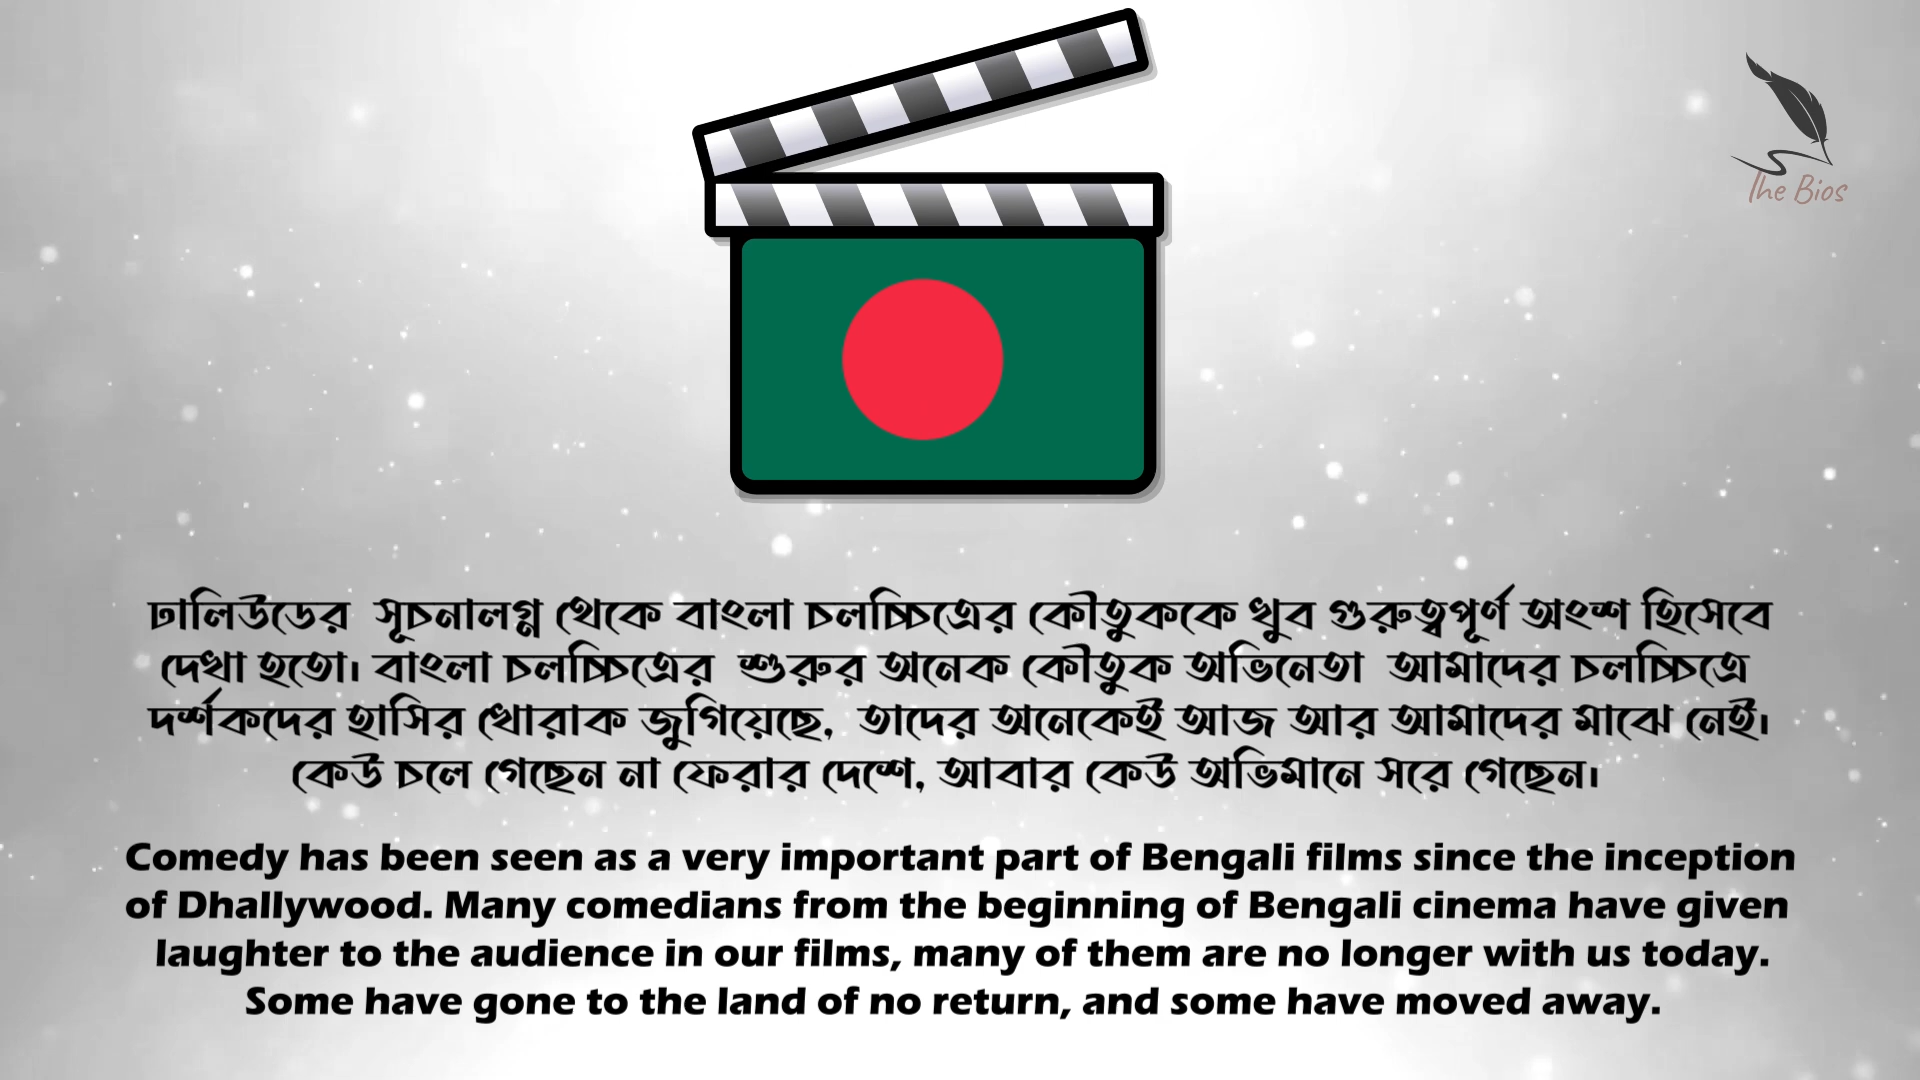 The Bios
ঢালিউডের সূচনালগ্ন থেকে বাংলা চলচ্চিত্রের কৌতুককে খুব গুরুত্বপূর্ণ অংশ হিসেবে
দেখা হতো। বাংলা চলচ্চিত্রের শুরুর অনেক কৌতুক অভিনেতা আমাদের চলচ্চিত্রে
দর্শকদের হাসির খোরাক জুগিয়েছে, তাদের অনেকেই আজ আর আমাদের মাঝে নেই।
কেউ চলে গেছেন না ফেরার দেশে, আবার কেউ অভিমানে সরে গেছেন।
Comedy has been seen as a very important part of Bengali films since the inception
of Dhallywood. Many comedians from the beginning of Bengali cinema have given
laughter to the audience in our films, many of them are no longer with us today.
Some have gone to the land of no return, and some have moved away.